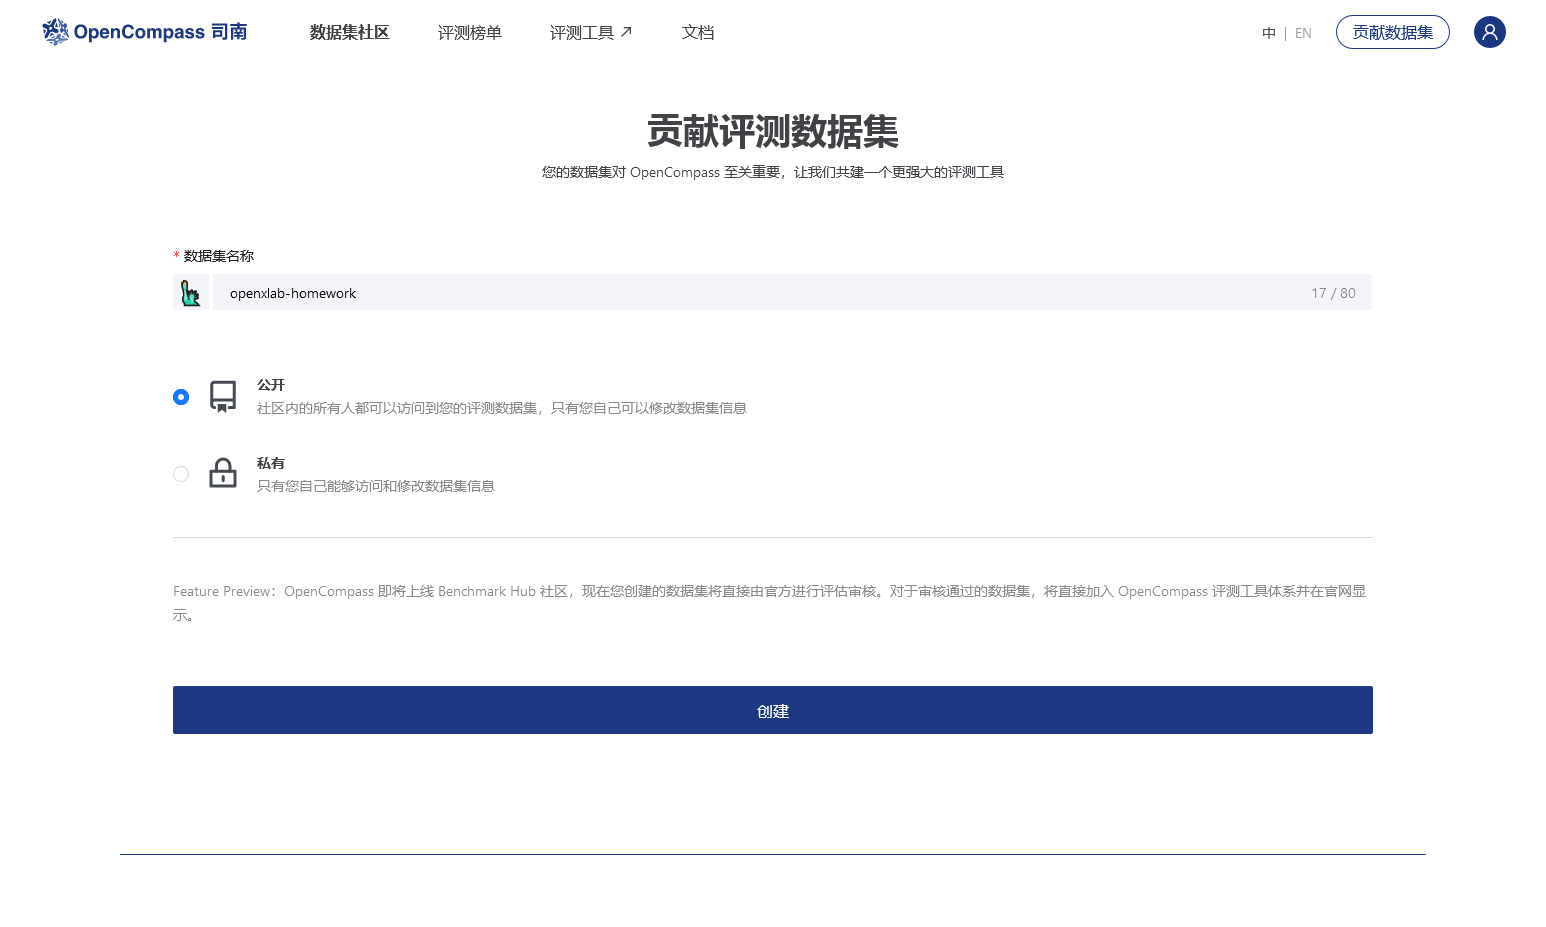 OpenCompass 司南
数据集社区
评测榜单
评测工具
文档
中 | EN
贡献数据集
贡献评测数据集
您的数据集对 OpenCompass 至关重要，让我们共建一个更强大的评测工具
* 数据集名称
openxlab-homework
17 / 80
公开
社区内的所有人都可以访问到您的评测数据集，只有您自己可以修改数据集信息
私有
只有您自己能够访问和修改数据集信息
Feature Preview：OpenCompass 即将上线 Benchmark Hub 社区，现在您创建的数据集将直接由官方进行评估审核。对于审核通过的数据集，将直接加入 OpenCompass 评测工具体系并在官网显
示。
创建